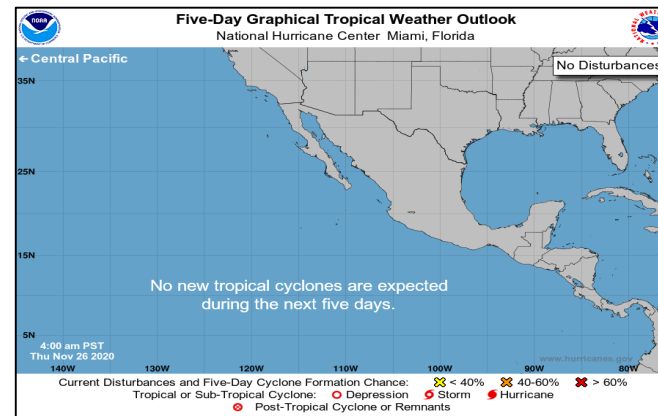 Five-Day Graphical Tropical Weather Outlook
National Hurricane Center Miami, Florida
NOAA
←Central Pacific
No Disturbances
35N
25N
15N
5N
No new tropical cyclones are expected
during the next five days.
4:00 am PST
Thu Nov 26 2020
www.hurricanes.gov
140W 130W 120W 110W 100W 90W 80W
Current Disturbances and Five-Day Cyclone Formation Chance: < 40% 40-60% > 60%
Tropical or Sub-Tropical Cyclone: Depression Storm Hurricane
Post-Tropical Cyclone or Remnants